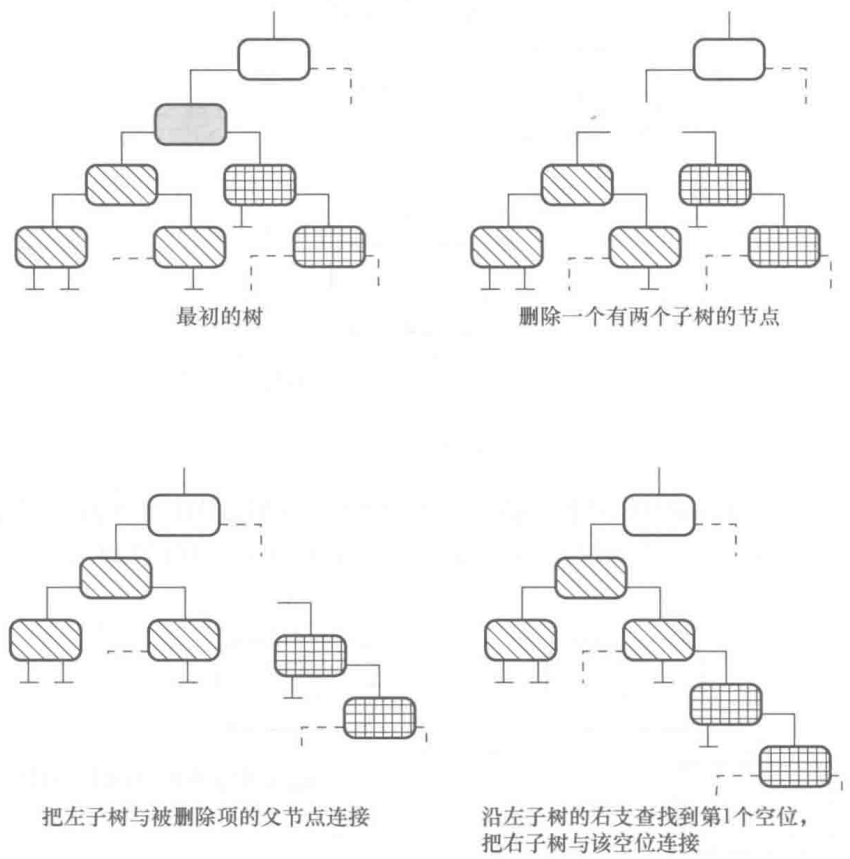 最初的树
删除一个有两个子树的节点
把左子树与被删除项的父节点连接
沿左子树的右支查找到第1个空位，
把右子树与该空位连接